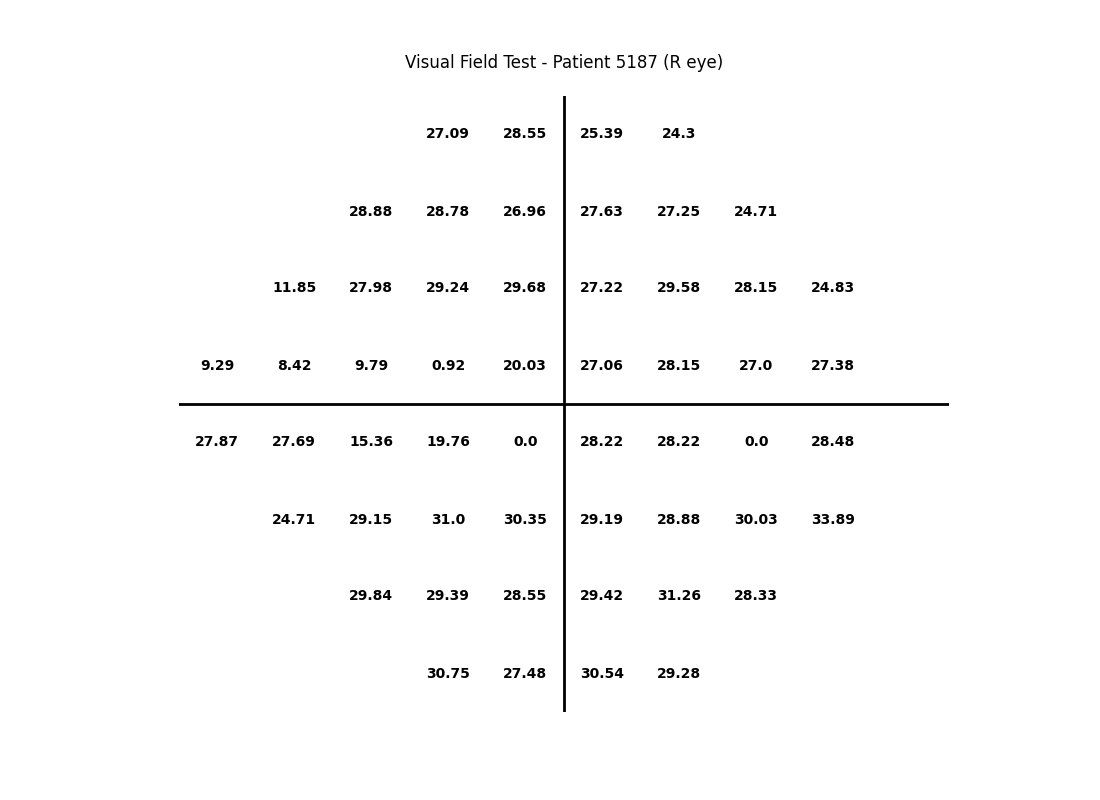 Visual Field Test - Patient 5187 (R eye)
27.09 28.55 25.39 24.3
28.88 28.78 26.96 27.63 27.25 24.71
11.85 27.98 29.24 29.68 27.22 29.58 28.15 24.83
9.29 8.42 9.79 0.92 20.03 27.06 28.15 27.0 27.38
27.87 27.69 15.36 19.76 0.0 28.22 28.22 0.0 28.48
24.71 29.15 31.0 30.35 29.19 28.88 30.03 33.89
29.84 29.39 28.55 29.42 31.26 28.33
30.75 27.48 30.54 29.28